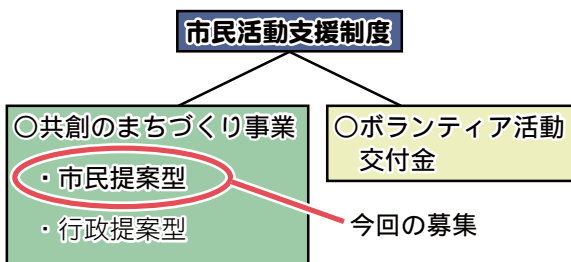 市民活動支援制度
○共創のまちづくり事業
・市民提案型
・行政提案型
○ボランティア活動
交付金
今回の募集